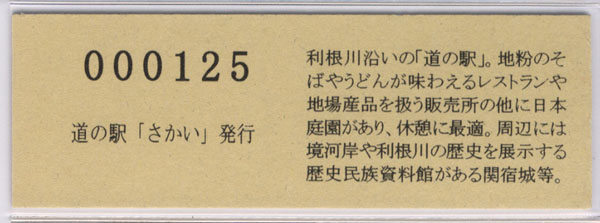 000125
道の駅「さかい」発行
利根川沿いの「道の駅」。地粉のそ
ばやうどんが味わえるレストランや
地場産品を扱う販売所の他に日本
庭園があり、休憩に最適。周辺には
境河岸や利根川の歴史を展示する
歴史民族資料館がある関宿城等。